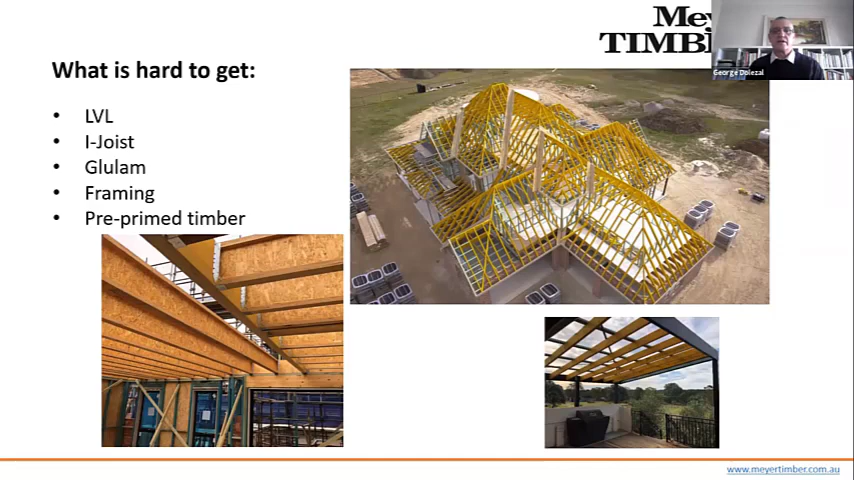 TIMB
George Dolezal
What is hard to get:
• LVL
• I-Joist
• Glulam
• Framing
• Pre-primed timber
www.meyertimber.com.au